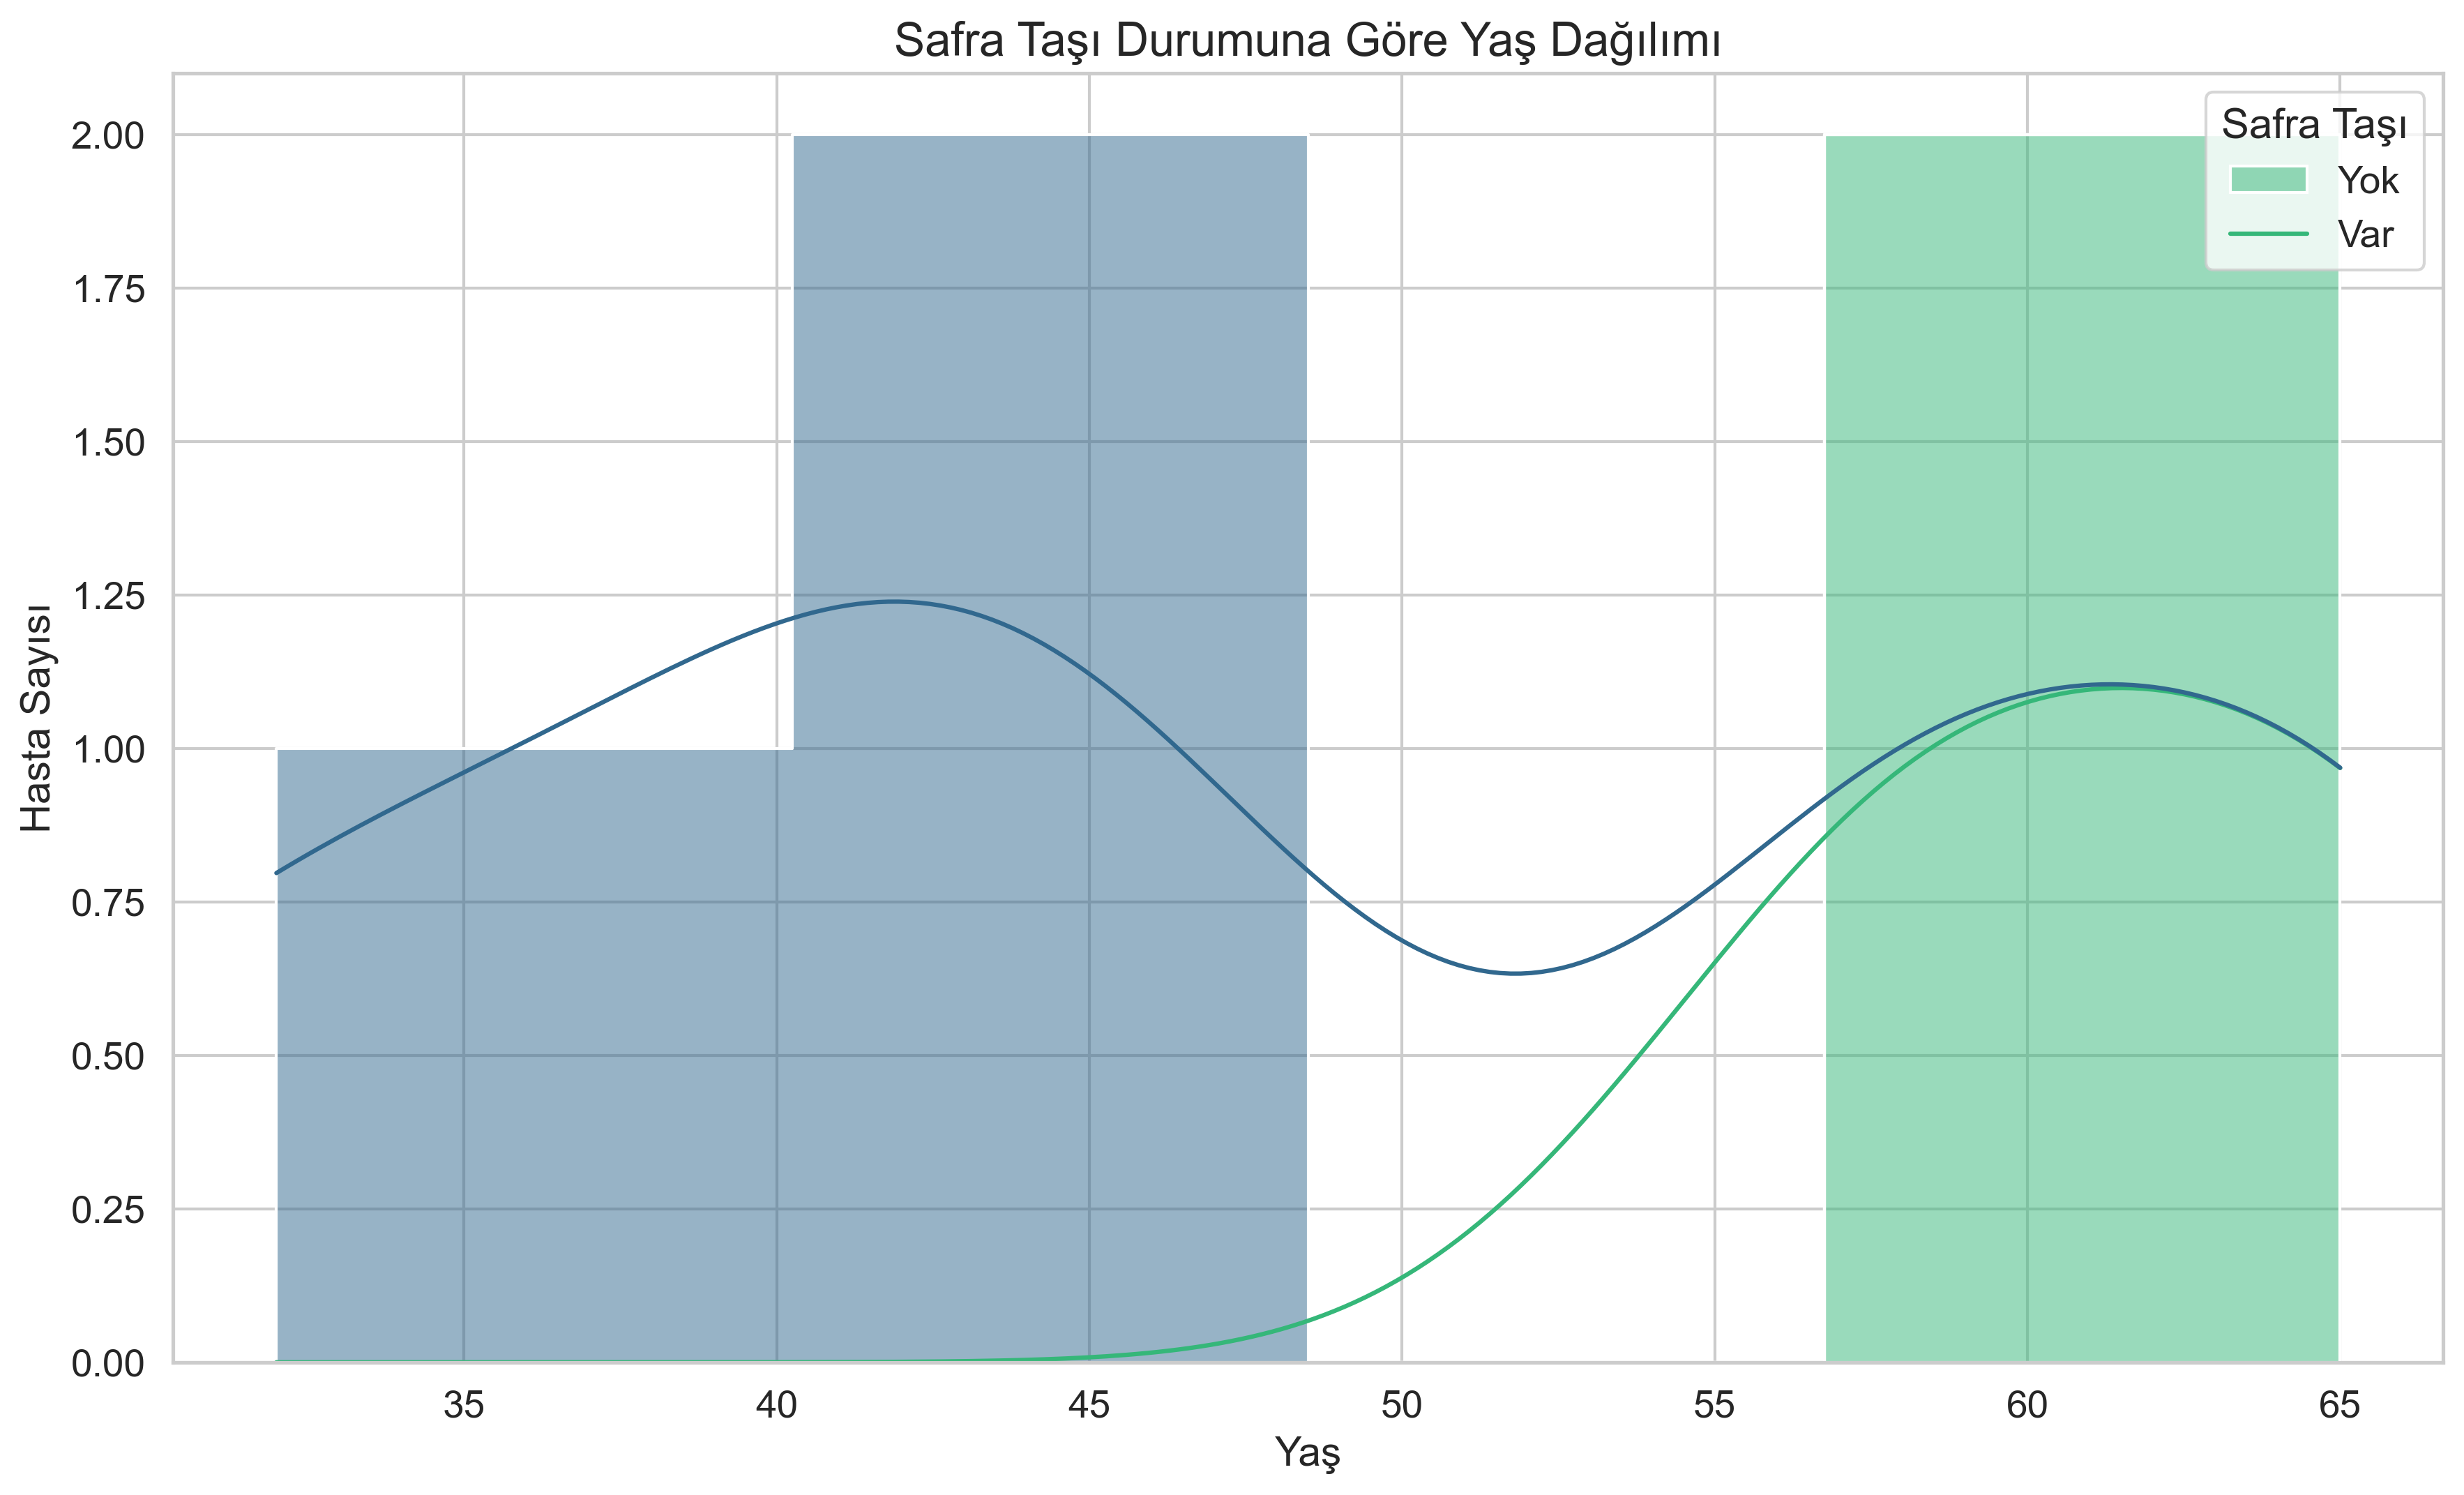 Safra Taşı Durumuna Göre Yaş Dağılımı
Safra Taşı
Yok
Var
Hasta Sayısı
2.00
1.75
1.50
1.25
1.00
0.75
0.50
0.25
0.00
35 40 45 50 55 60 65
Yaş